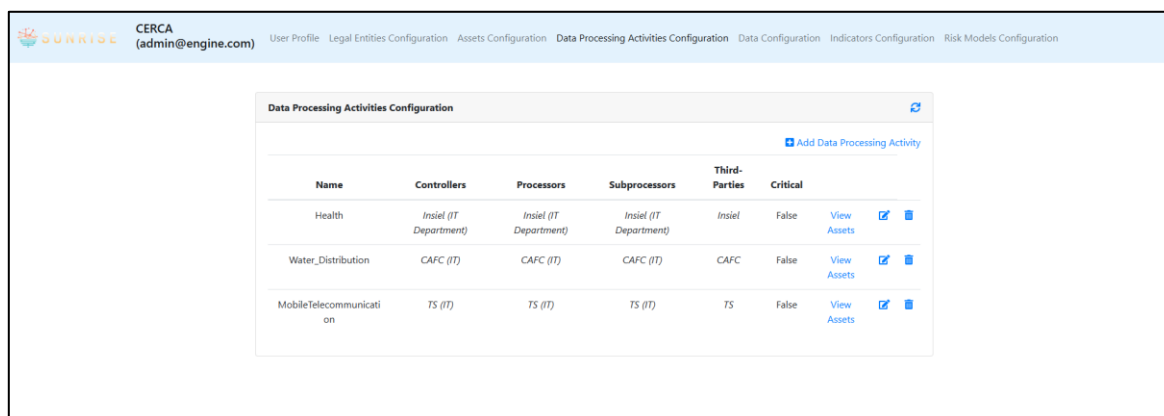 SUNRISE
CERCA
(admin@engine.com)
User Profile Legal Entities Configuration Assets Configuration Data Processing Activities Configuration Data Configuration Indicators Configuration Risk Models Configuration
Data Processing Activities Configuration
Add Data Processing Activity
Name Controllers Processors Subprocessors Third-
Parties Critical
Health Insiel (IT Insiel (IT Insiel (IT Insiel False View
Department) Department) Department) Assets
Water_Distribution CAFC (IT) CAFC (IT) CAFC (IT) CAFC False View
Assets
MobileTelecommunicati TS (IT) TS (IT) TS (IT) TS False View
on Assets